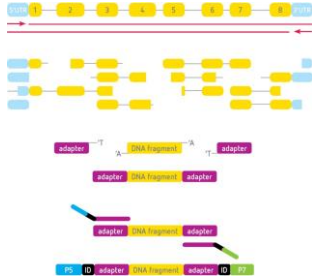 5'UTR 1 2 3 4 5 6 7 8 3'UTR
'T 'A
adapter A' DNA fragment T' adapter
adapter DNA fragment adapter
adapter DNA fragment adapter
P5 ID adapter DNA fragment adapter ID P7